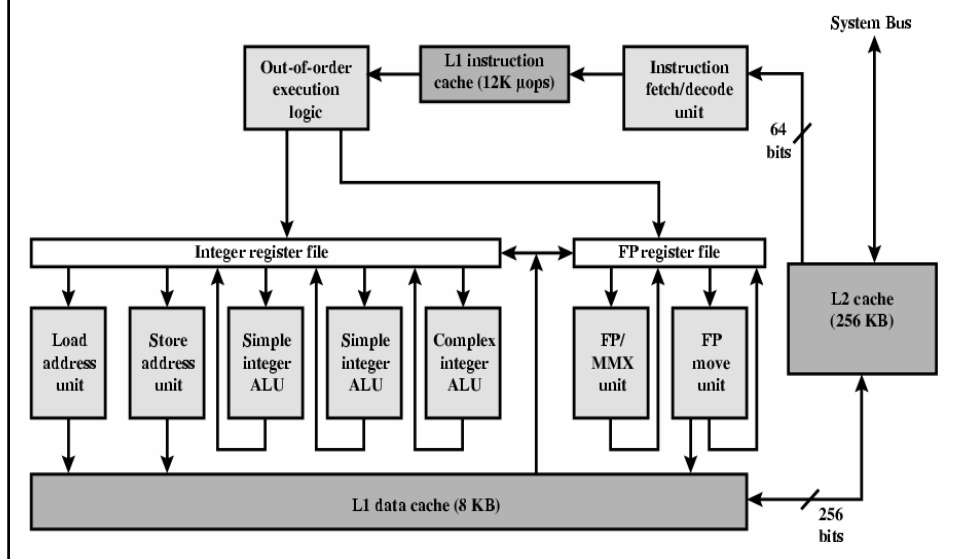 System Bus
Out-of-order
execution
logic
L1 instruction
cache (12K µops)
Instruction
fetch/decode
unit
64
bits
Integer register file
FP register file
L2 cache
(256 KB)
Load
address
unit
Store
address
unit
Simple
integer
ALU
Simple
integer
ALU
Complex
integer
ALU
FP/
MMX
unit
FP
move
unit
L1 data cache (8 KB)
256
bits